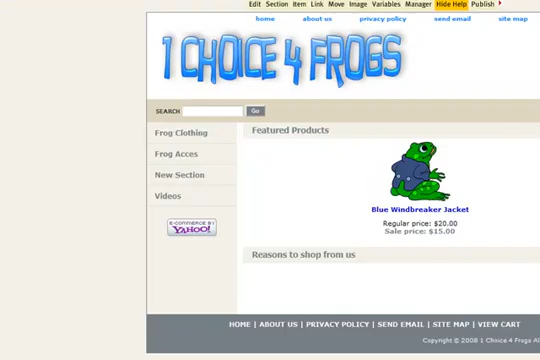 Edit Section Item Link Move Image Variables Manager Hide Help Publish
home about us privacy policy send email site map
1 CHOICE 4 FROGS
SEARCH Go
Frog Clothing
Featured Products
Frog Acces
New Section
Videos
E-COMMERCE BY
YAHOO!
Blue Windbreaker Jacket
Regular price: $20.00
Sale price: $15.00
Reasons to shop from us
HOME | ABOUT US | PRIVACY POLICY | SEND EMAIL | SITE MAP | VIEW CART
Copyright © 2008 1 Choice 4 Frogs Al